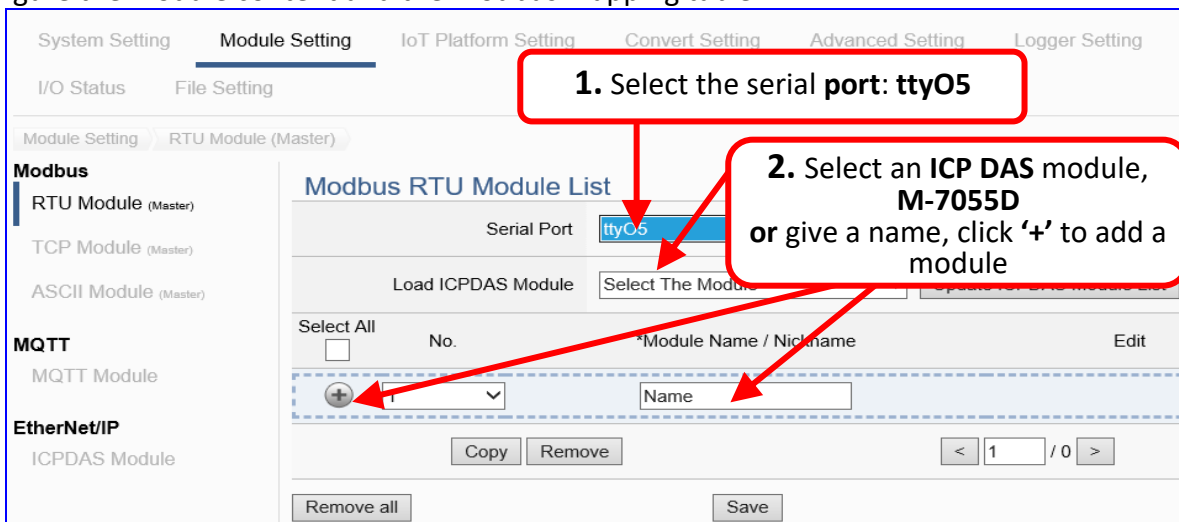 System Setting Module Setting IoT Platform Setting Convert Setting Advanced Setting Logger Setting
I/O Status File Setting
1. Select the serial port: ttyO5
Module Setting RTU Module (Master)
Modbus
RTU Module (Master)
TCP Module (Master)
ASCII Module (Master)
MQTT
MQTT Module
EtherNet/IP
ICPDAS Module
2. Select an ICP DAS module,
M-7055D
or give a name, click ‘+’ to add a
module
Modbus RTU Module List
Serial Port ttyO5
Load ICPDAS Module Select The Module
Select All No. *Module Name / Nickname Edit
+ 1 Name
Copy Remove < 1 / 0 >
Remove all Save